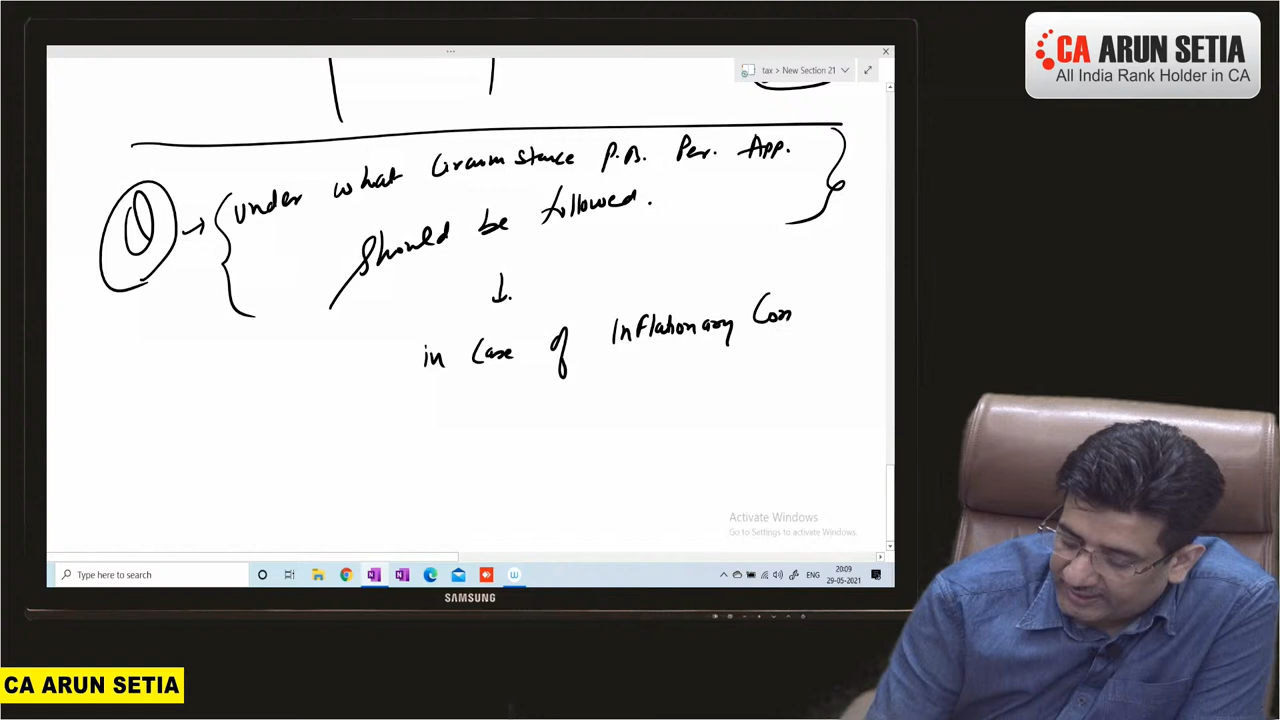 CA ARUN SETIA
All India Rank Holder in CA
tax > New Section 21
Q → Under what Circumstance P.B. Per. App.
Should be followed.
in Case of Inflationary Con
Activate Windows
Go to Settings to activate Windows.
Type here to search
ENG
20:09
29-05-2021
SAMSUNG
CA ARUN SETIA